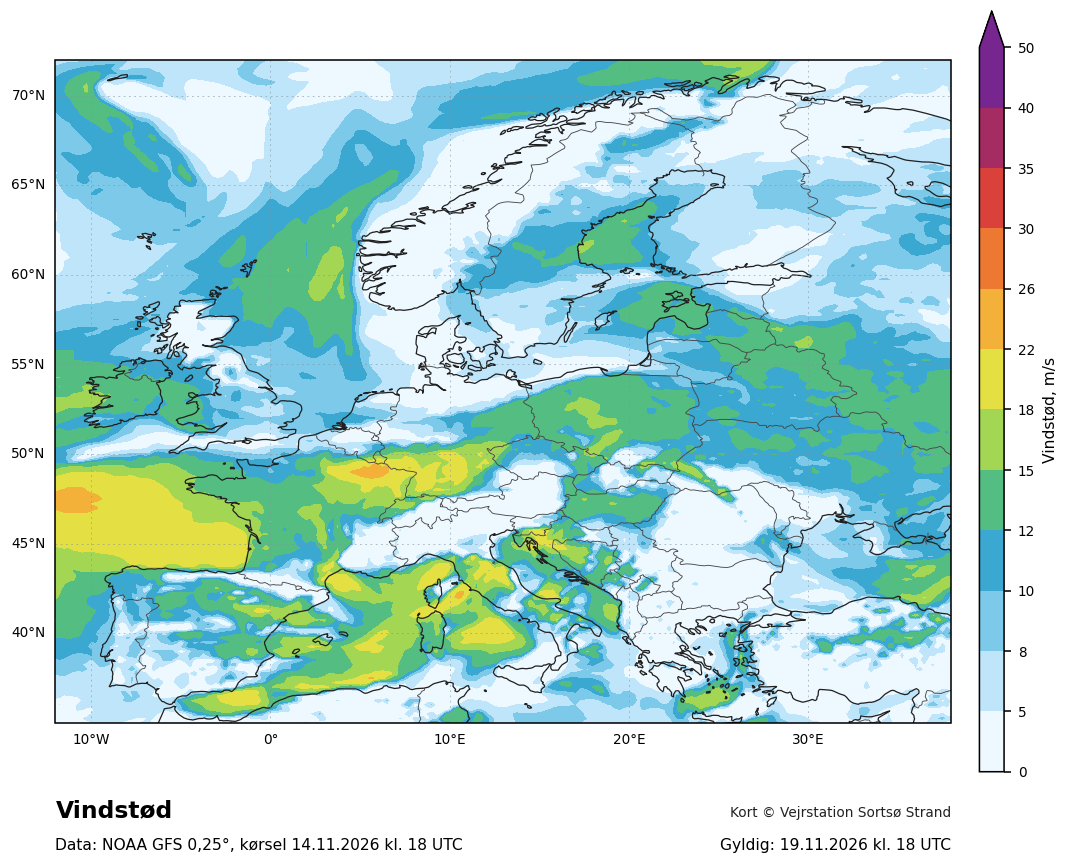 50
40
35
30
26
22
18
15
12
10
8
5
0
Vindstød, m/s
70°N
65°N
60°N
55°N
50°N
45°N
40°N
10°W
0°
10°E
20°E
30°E
Vindstød
Kort © Vejrstation Sortsø Strand
Data: NOAA GFS 0,25°, kørsel 14.11.2026 kl. 18 UTC
Gyldig: 19.11.2026 kl. 18 UTC